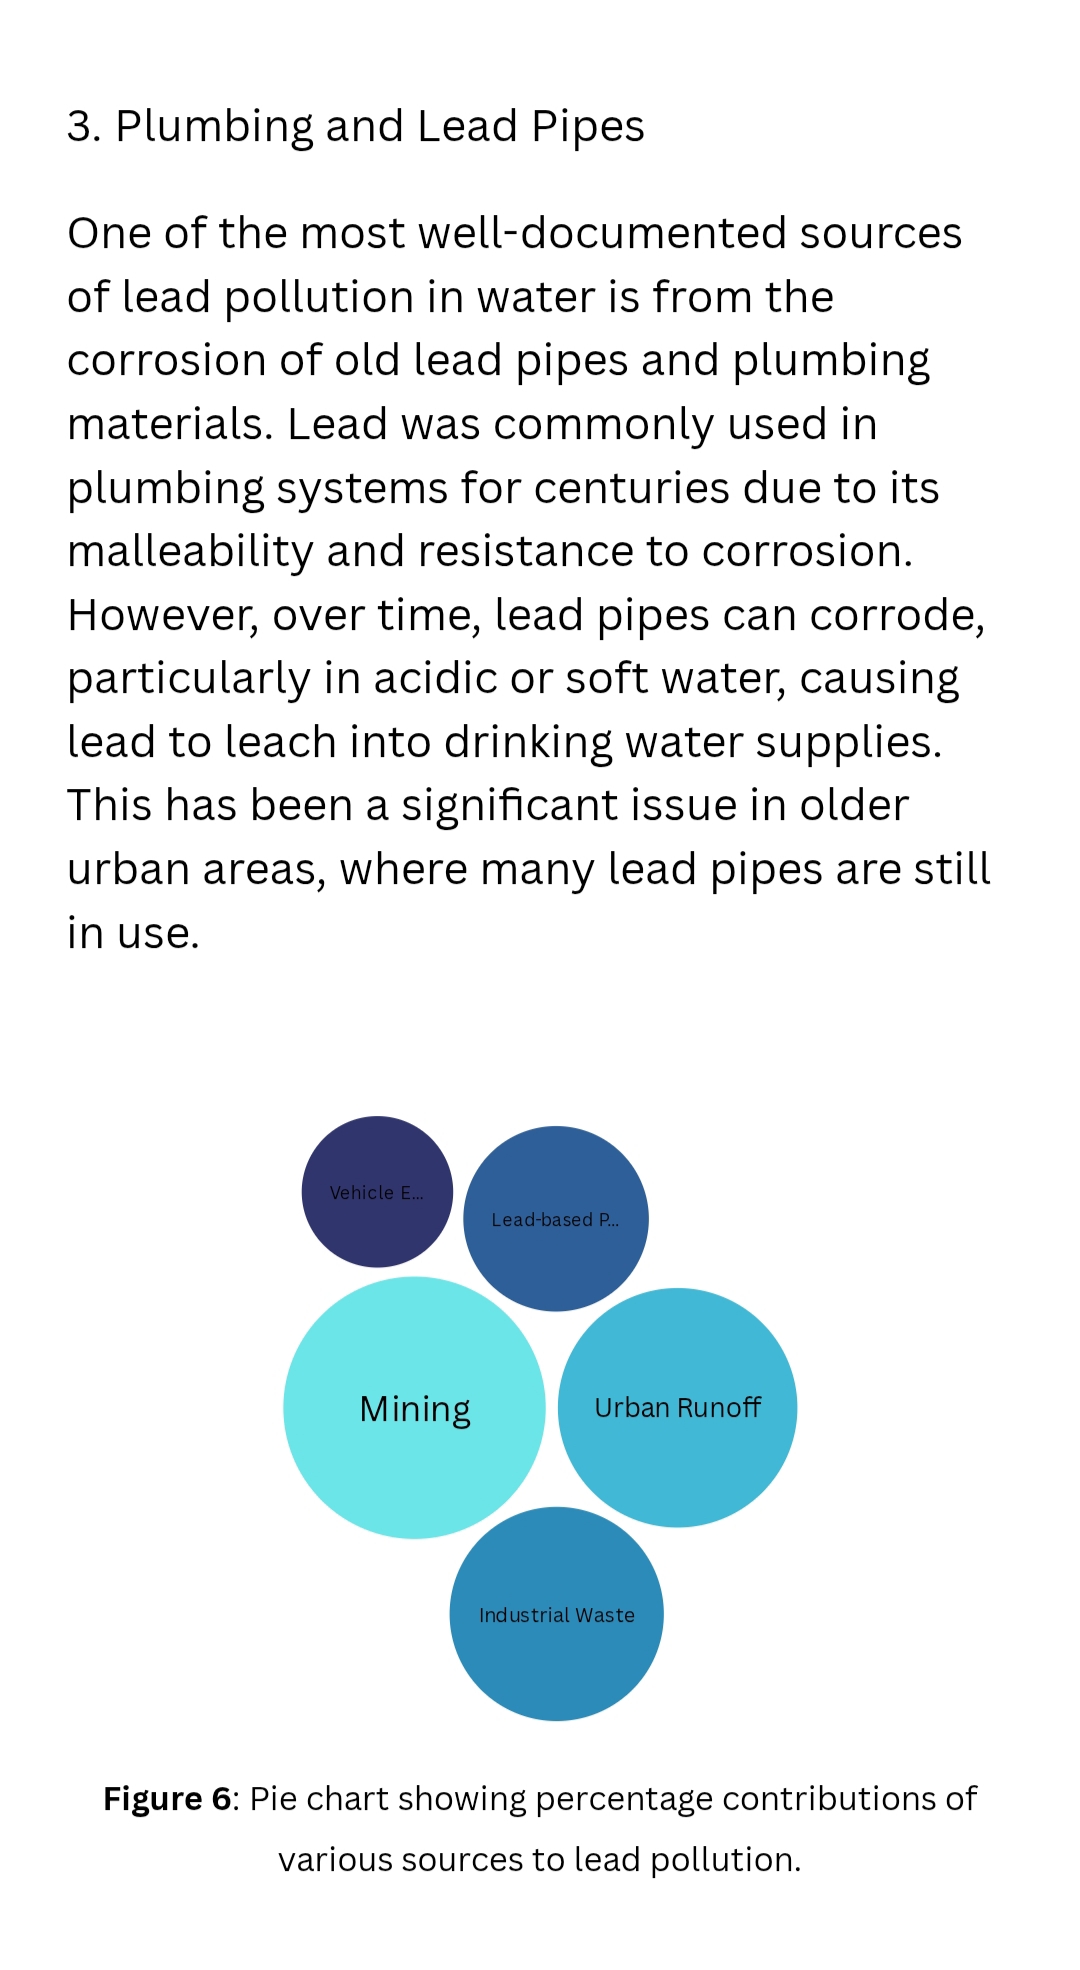 3. Plumbing and Lead Pipes
One of the most well-documented sources
of lead pollution in water is from the
corrosion of old lead pipes and plumbing
materials. Lead was commonly used in
plumbing systems for centuries due to its
malleability and resistance to corrosion.
However, over time, lead pipes can corrode,
particularly in acidic or soft water, causing
lead to leach into drinking water supplies.
This has been a significant issue in older
urban areas, where many lead pipes are still
in use.
Vehicle E...
Lead-based P...
Mining
Urban Runoff
Industrial Waste
Figure 6: Pie chart showing percentage contributions of
various sources to lead pollution.